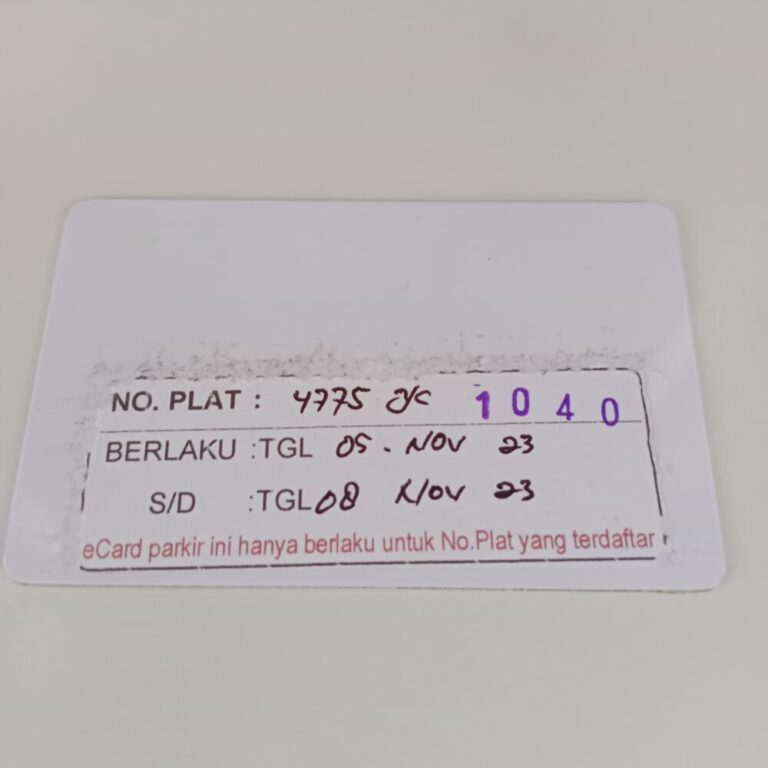 NO. PLAT : 4775 1040
BERLAKU :TGL 05 . NOV 23
S/D :TGL 08 NOV 23
eCard parkir ini hanya berlaku untuk No.Plat yang terdaftar